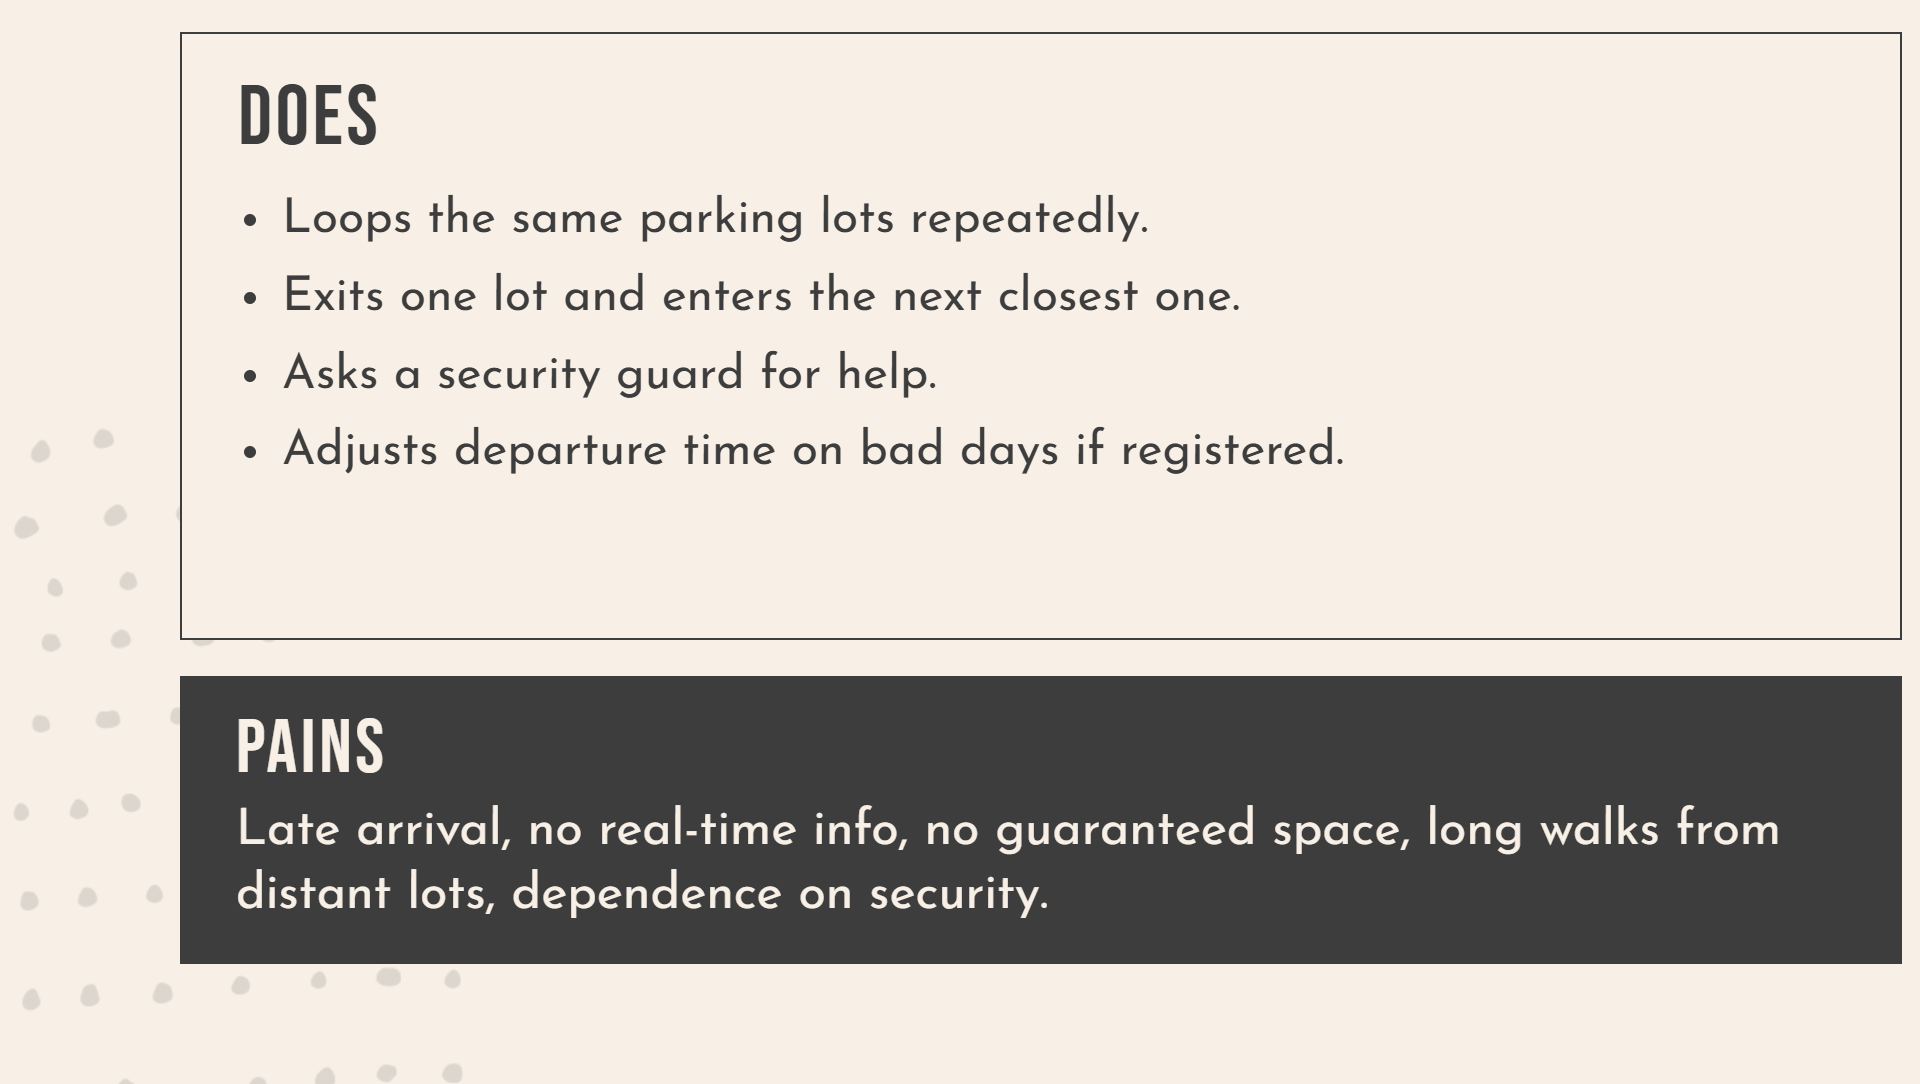 DOES
• Loops the same parking lots repeatedly.
• Exits one lot and enters the next closest one.
• Asks a security guard for help.
• Adjusts departure time on bad days if registered.
PAINS
Late arrival, no real-time info, no guaranteed space, long walks from
distant lots, dependence on security.